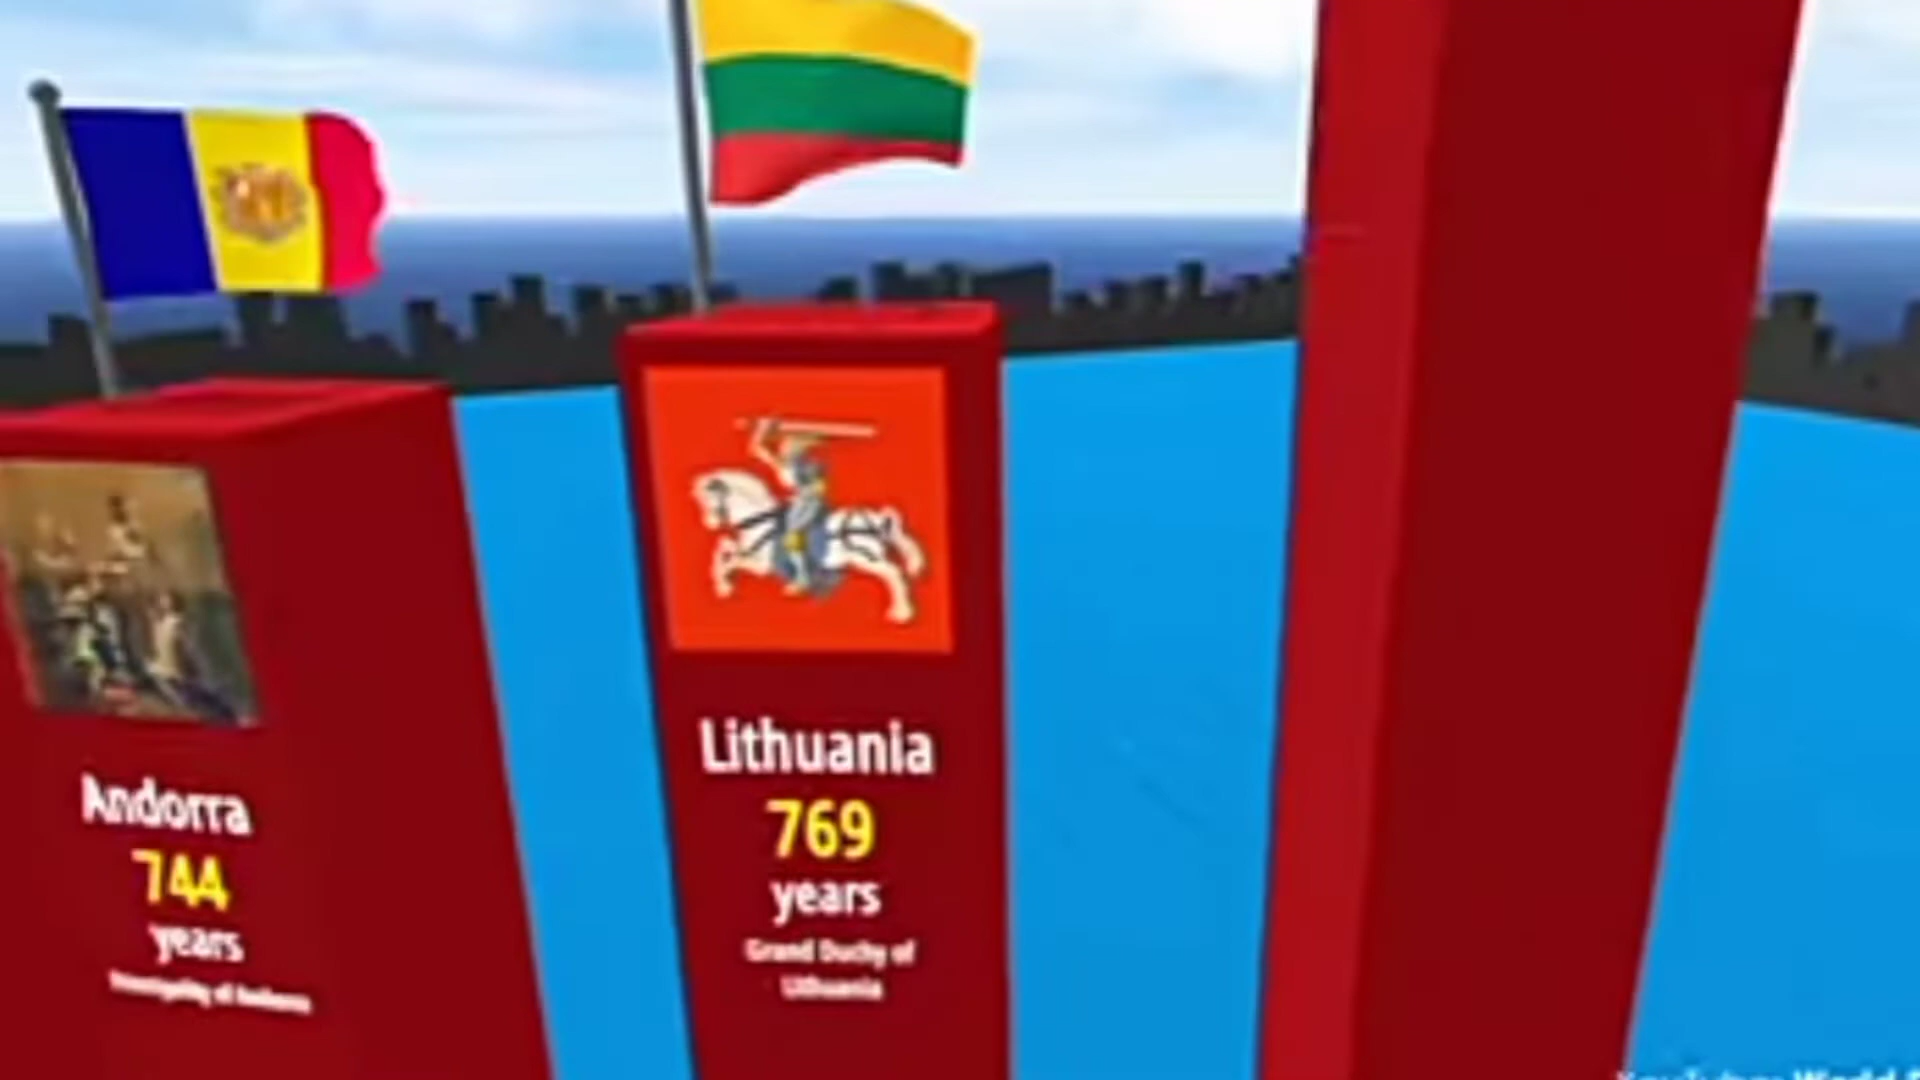 Andorra
744
years
Lithuania
769
years
Grand Duchy of
Lithuania